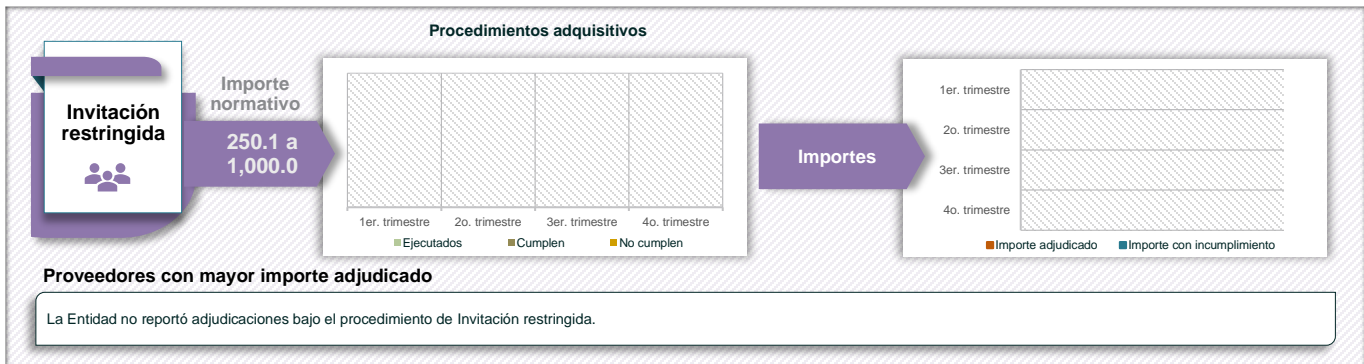 Procedimientos adquisitivos
Invitación
restringida
Importe
normativo
250.1 a
1,000.0
1er. trimestre
2o. trimestre
3er. trimestre
4o. trimestre
Ejecutados
Cumplen
No cumplen
Importes
1er. trimestre
2o. trimestre
3er. trimestre
4o. trimestre
Importe adjudicado
Importe con incumplimiento
Proveedores con mayor importe adjudicado
La Entidad no reportó adjudicaciones bajo el procedimiento de Invitación restringida.